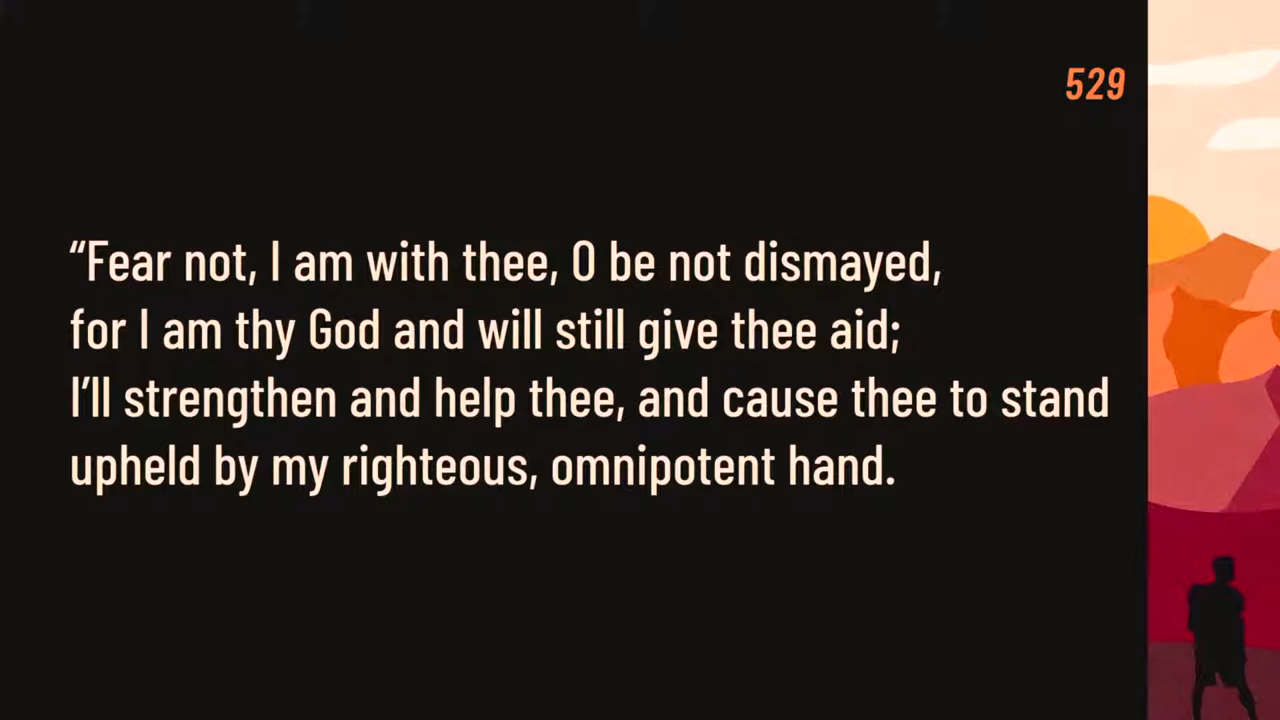 529
“Fear not, I am with thee, O be not dismayed,
for I am thy God and will still give thee aid;
I’ll strengthen and help thee, and cause thee to stand
upheld by my righteous, omnipotent hand.